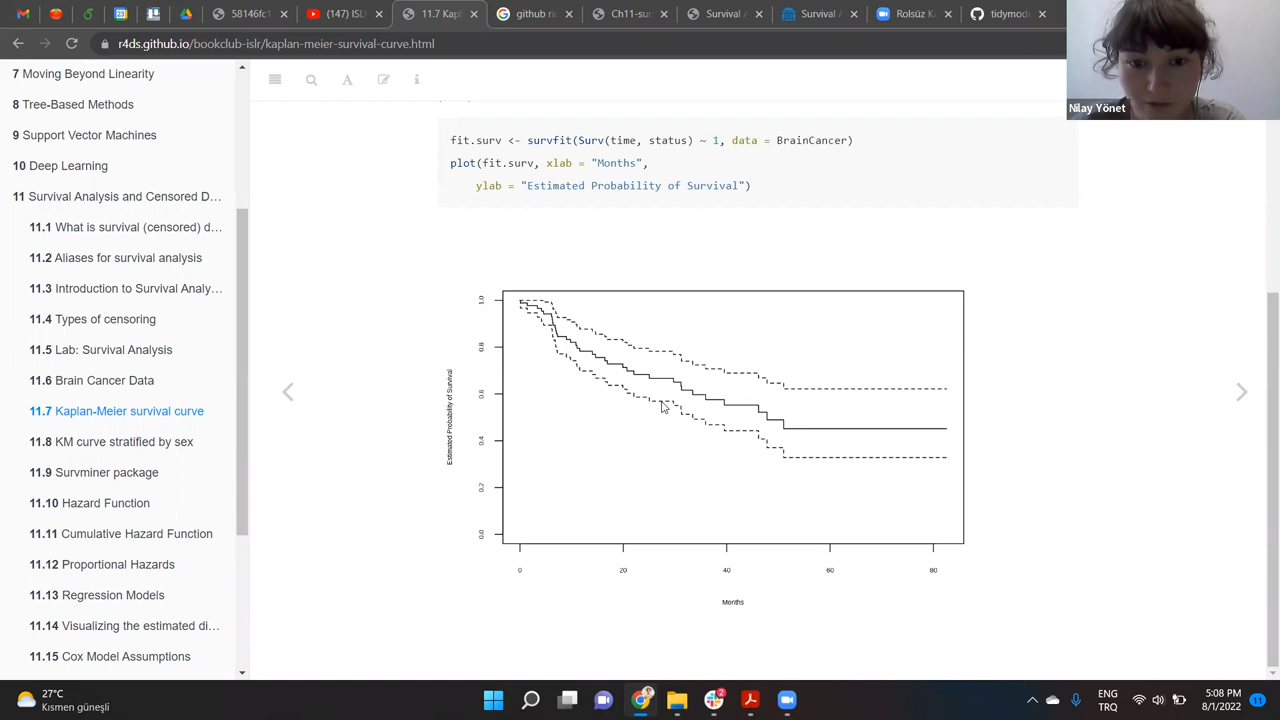 58146fc1
(147) ISLE
11.7 Kapl
github ric
Ch11-sur
Survival A
Survival A
Rolsüz Ka
tidymode
r4ds.github.io/bookclub-islr/kaplan-meier-survival-curve.html
Nilay Yönet
7 Moving Beyond Linearity
8 Tree-Based Methods
9 Support Vector Machines
10 Deep Learning
11 Survival Analysis and Censored D...
11.1 What is survival (censored) d...
11.2 Aliases for survival analysis
11.3 Introduction to Survival Analy...
11.4 Types of censoring
11.5 Lab: Survival Analysis
11.6 Brain Cancer Data
11.7 Kaplan-Meier survival curve
11.8 KM curve stratified by sex
11.9 Survminer package
11.10 Hazard Function
11.11 Cumulative Hazard Function
11.12 Proportional Hazards
11.13 Regression Models
11.14 Visualizing the estimated di...
11.15 Cox Model Assumptions
A
i
fit.surv <- survfit(Surv(time, status) ~ 1, data = BrainCancer)
plot(fit.surv, xlab = "Months",
ylab = "Estimated Probability of Survival")
Estimated Probability of Survival
1.0
0.8
0.6
0.4
0.2
0.0
0 20 40 60 80
Months
27°C
Kısmen güneşli
2
ENG
TRQ
5:08 PM
8/1/2022
11